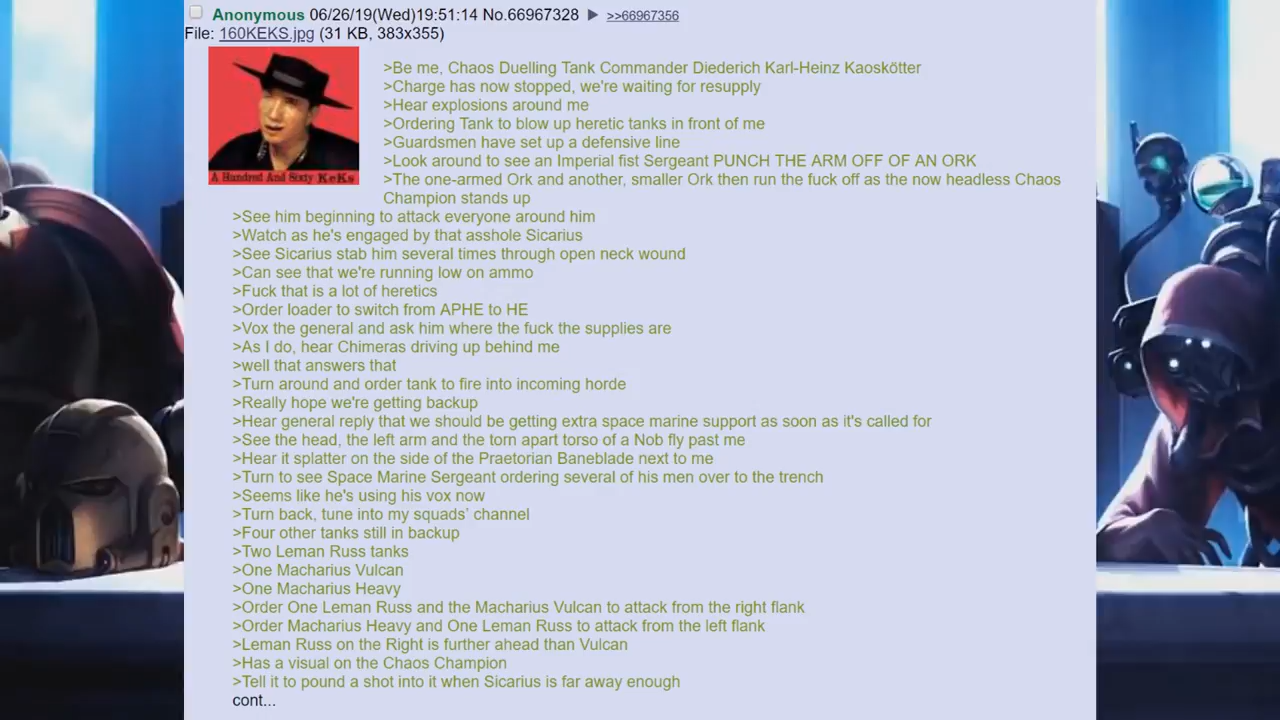 Anonymous 06/26/19(Wed)19:51:14 No.66967328 ▶ >>66967356
File: 160KEKS.jpg (31 KB, 383x355)
A Hundred And Sixty KeKs
>Be me, Chaos Duelling Tank Commander Diederich Karl-Heinz Kaoskötter
>Charge has now stopped, we're waiting for resupply
>Hear explosions around me
>Ordering Tank to blow up heretic tanks in front of me
>Guardsmen have set up a defensive line
>Look around to see an Imperial fist Sergeant PUNCH THE ARM OFF OF AN ORK
>The one-armed Ork and another, smaller Ork then run the fuck off as the now headless Chaos
Champion stands up
>See him beginning to attack everyone around him
>Watch as he's engaged by that asshole Sicarius
>See Sicarius stab him several times through open neck wound
>Can see that we're running low on ammo
>Fuck that is a lot of heretics
>Order loader to switch from APHE to HE
>Vox the general and ask him where the fuck the supplies are
>As I do, hear Chimeras driving up behind me
>well that answers that
>Turn around and order tank to fire into incoming horde
>Really hope we're getting backup
>Hear general reply that we should be getting extra space marine support as soon as it's called for
>See the head, the left arm and the torn apart torso of a Nob fly past me
>Hear it splatter on the side of the Praetorian Baneblade next to me
>Turn to see Space Marine Sergeant ordering several of his men over to the trench
>Seems like he's using his vox now
>Turn back, tune into my squads' channel
>Four other tanks still in backup
>Two Leman Russ tanks
>One Macharius Vulcan
>One Macharius Heavy
>Order One Leman Russ and the Macharius Vulcan to attack from the right flank
>Order Macharius Heavy and One Leman Russ to attack from the left flank
>Leman Russ on the Right is further ahead than Vulcan
>Has a visual on the Chaos Champion
>Tell it to pound a shot into it when Sicarius is far away enough
cont...